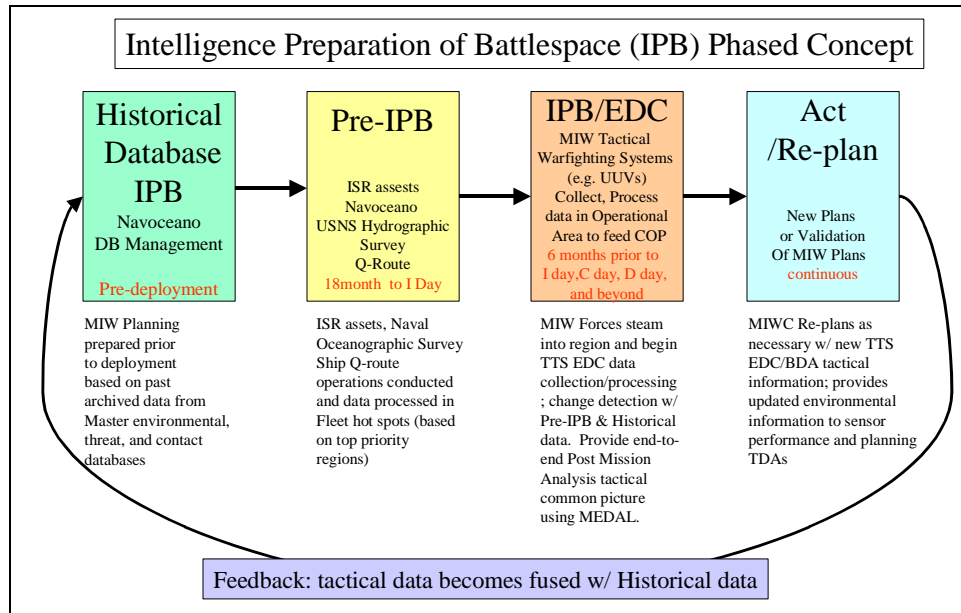 Intelligence Preparation of Battlespace (IPB) Phased Concept
Historical
Database
IPB
Navoceano
DB Management
Pre-deployment
MIW Planning
prepared prior
to deployment
based on past
archived data from
Master environmental,
threat, and contact
databases
Pre-IPB
ISR assests
Navoceano
USNS Hydrographic
Survey
Q-Route
18month  to I Day
ISR assets, Naval
Oceanographic Survey
Ship Q-route
operations conducted
and data processed in
Fleet hot spots (based
on top priority
regions)
IPB/EDC
MIW Tactical
Warfighting Systems
(e.g. UUVs)
Collect, Process
data in Operational
Area to feed COP
6 months prior to
I day,C day, D day,
and beyond
MIW Forces steam
into region and begin
TTS EDC data
collection/processing
; change detection w/
Pre-IPB & Historical
data.  Provide end-to-
end Post Mission
Analysis tactical
common picture
using MEDAL.
Act
/Re-plan
New Plans
or Validation
Of MIW Plans
continuous
MIWC Re-plans as
necessary w/ new TTS
EDC/BDA tactical
information; provides
updated environmental
information to sensor
performance and planning
TDAs
Feedback: tactical data becomes fused w/ Historical data